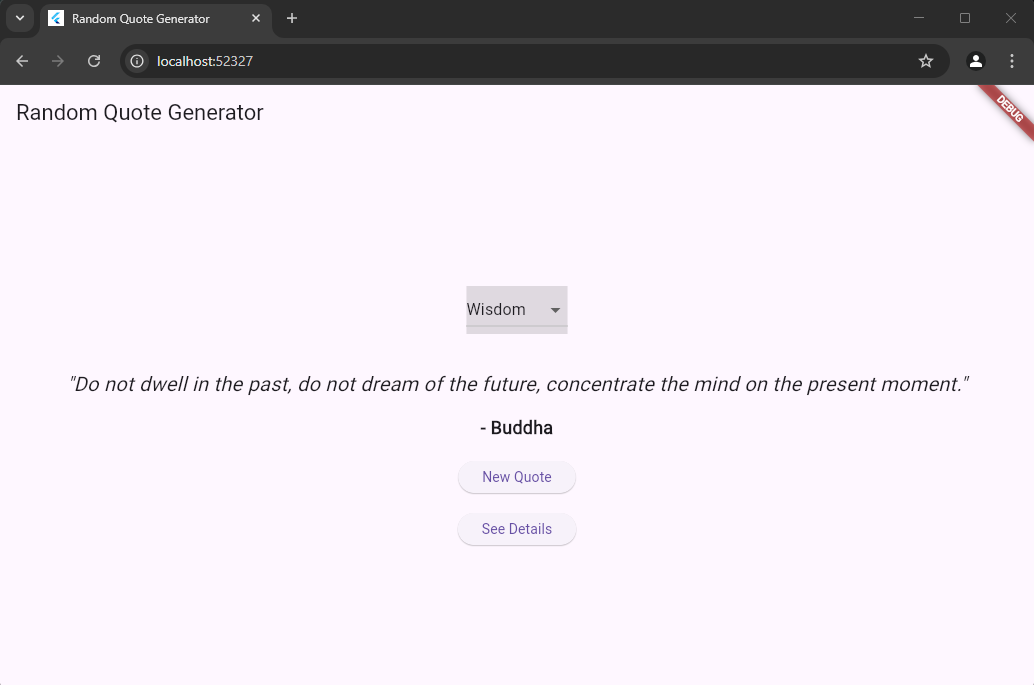 Random Quote Generator
localhost:52327
Random Quote Generator
DEBUG
Wisdom
"Do not dwell in the past, do not dream of the future, concentrate the mind on the present moment."
- Buddha
New Quote
See Details